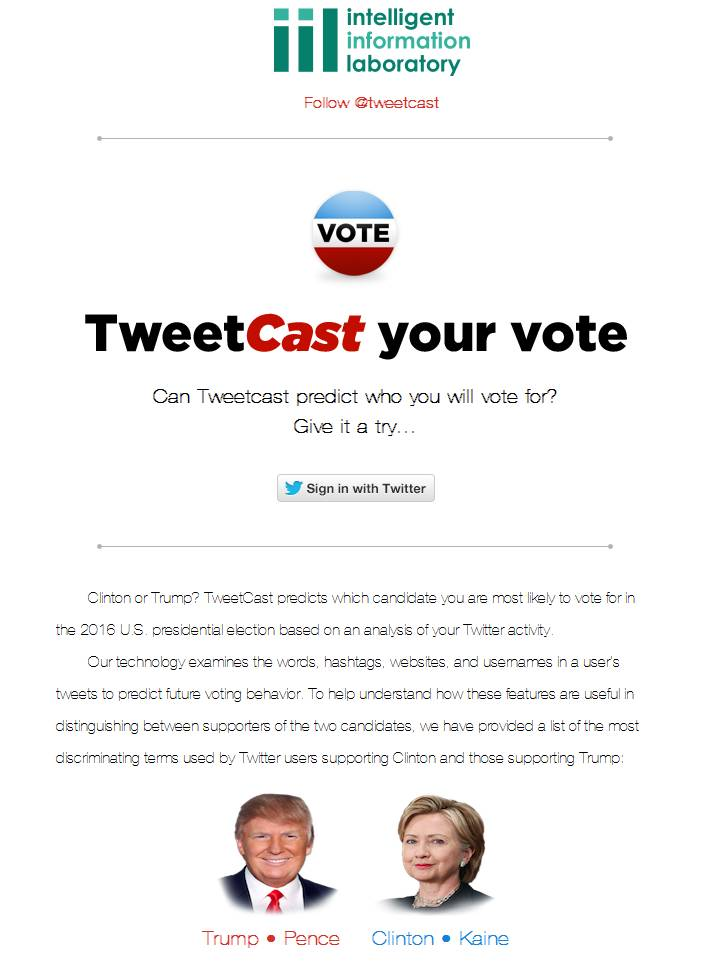 intelligent
information
laboratory
Follow @tweetcast
VOTE
TweetCast your vote
Can Tweetcast predict who you will vote for?
Give it a try...
Sign in with Twitter
Clinton or Trump? TweetCast predicts which candidate you are most likely to vote for in
the 2016 U.S. presidential election based on an analysis of your Twitter activity.
Our technology examines the words, hashtags, websites, and usernames in a user's
tweets to predict future voting behavior. To help understand how these features are useful in
distinguishing between supporters of the two candidates, we have provided a list of the most
discriminating terms used by Twitter users supporting Clinton and those supporting Trump:
Trump • Pence Clinton • Kaine